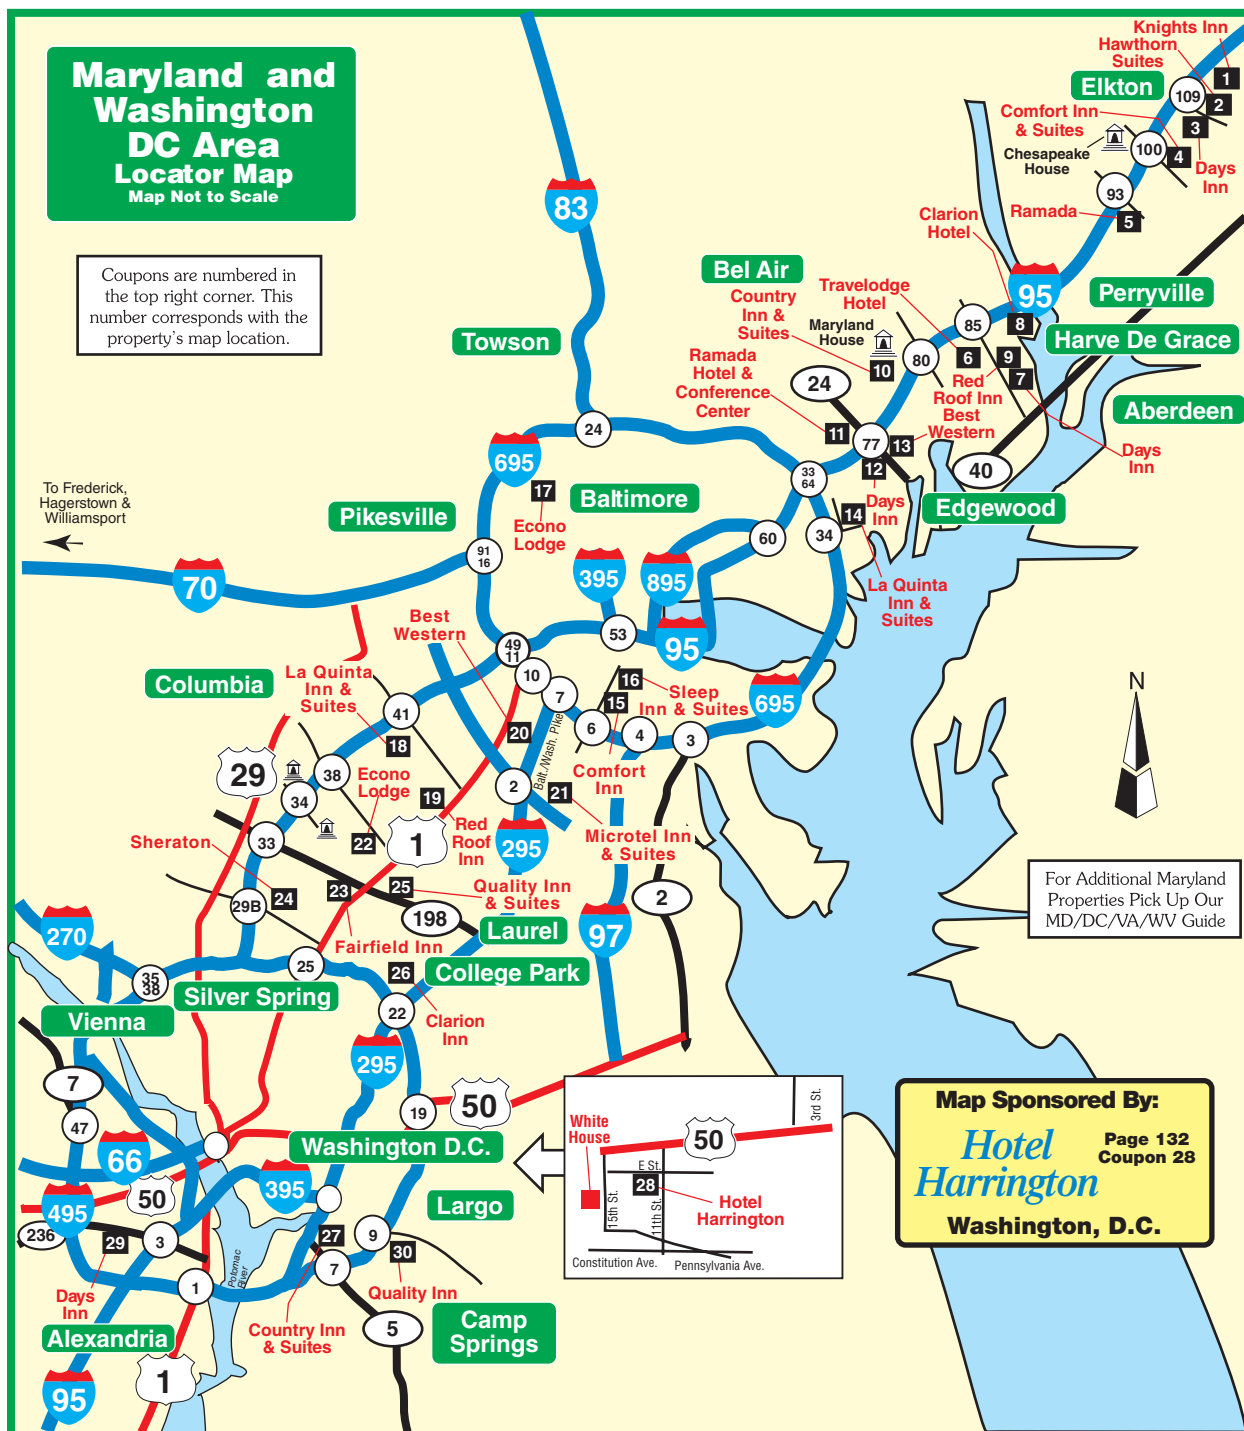 Maryland and
Washington
DC Area
Locator Map
Map Not to Scale
Coupons are numbered in
the top right corner. This
number corresponds with the
property's map location.
83
Knights Inn
Hawthorn
Suites
1
Elkton
109
2
3
Comfort Inn
& Suites
Chesapeake
House
100
4
Days
Inn
93
Ramada
5
Clarion
Hotel
Bel Air
95
Perryville
Travelodge
Hotel
Country
Inn &
Suites
Maryland
House
85
8
Harve De Grace
Towson
80
6
9
7
10
Ramada
Hotel &
Conference
Center
24
Red
Roof Inn
Best
Western
Aberdeen
24
11
77
13
Days
Inn
695
33
64
12
40
17
Baltimore
Days
Inn
Edgewood
To Frederick,
Hagerstown &
Williamsport
Pikesville
Econo
Lodge
14
60
34
91
16
70
395
895
La Quinta
Inn &
Suites
Best
Western
53
95
49
11
Columbia
La Quinta
Inn &
Suites
10
7
16
Sleep
Inn & Suites
15
695
N
41
18
20
6
4
3
Balt./Wash. Pike
29
38
Econo
Lodge
2
Comfort
Inn
34
19
21
Sheraton
33
22
1
Red
Roof
Inn
295
Microtel Inn
& Suites
24
23
25
Quality Inn
& Suites
2
For Additional Maryland
Properties Pick Up Our
MD/DC/VA/WV Guide
29B
198
270
Laurel
97
Fairfield Inn
25
26
College Park
35
38
Silver Spring
Vienna
22
Clarion
Inn
295
7
19
50
47
Washington D.C.
66
50
395
495
Largo
236
29
3
27
9
30
7
1
Potomac
River
Days
Inn
Quality Inn
Alexandria
Country Inn
& Suites
5
Camp
Springs
1
95
White
House
50
3rd St.
E St.
28
15th St.
11th St.
Hotel
Harrington
Constitution Ave.
Pennsylvania Ave.
Map Sponsored By:
Hotel
Harrington
Page 132
Coupon 28
Washington, D.C.